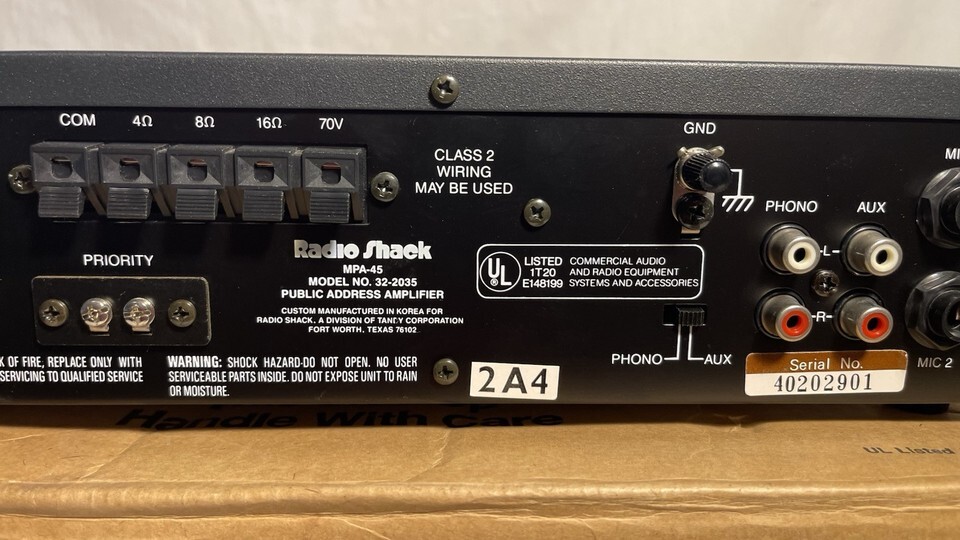 COM 4Ω 8Ω 16Ω 70V
CLASS 2
WIRING
MAY BE USED
GND
MI
PHONO AUX
L
R
PRIORITY
Radio Shack
MPA-45
MODEL NO. 32-2035
PUBLIC ADDRESS AMPLIFIER
CUSTOM MANUFACTURED IN KOREA FOR
RADIO SHACK, A DIVISION OF TANDY CORPORATION
FORT WORTH, TEXAS 76102
UL
LISTED
1T20
E148199
COMMERCIAL AUDIO
AND RADIO EQUIPMENT
SYSTEMS AND ACCESSORIES
PHONO AUX
MIC 2
K OF FIRE, REPLACE ONLY WITH
SERVICING TO QUALIFIED SERVICE
WARNING: SHOCK HAZARD-DO NOT OPEN. NO USER
SERVICEABLE PARTS INSIDE. DO NOT EXPOSE UNIT TO RAIN
OR MOISTURE.
2A4
Serial No.
40202901
Handle With Care
UL Listed